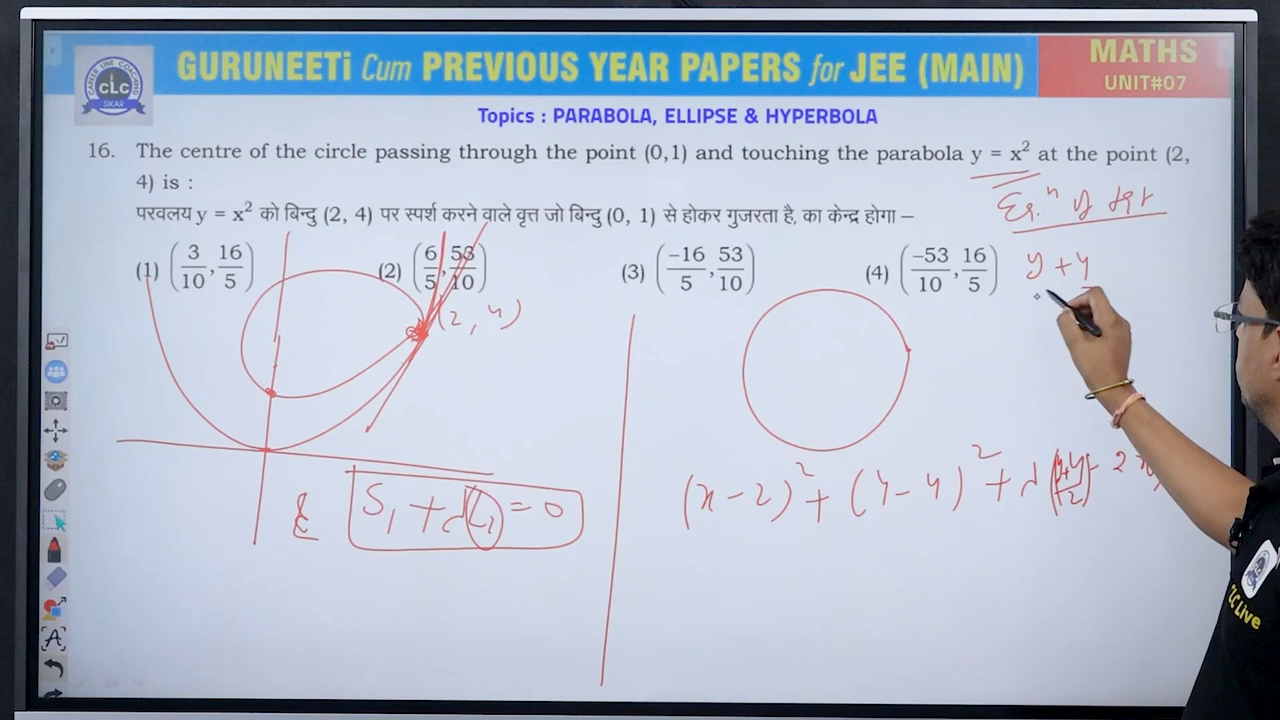 GURUNEETi Cum PREVIOUS YEAR PAPERS for JEE (MAIN)
MATHS
UNIT#07
CAREER LINE COACHING
CLC
SIKAR
Topics : PARABOLA, ELLIPSE & HYPERBOLA
16. The centre of the circle passing through the point (0,1) and touching the parabola y = x² at the point (2,
4) is :
परवलय y = x² को बिन्दु (2, 4) पर स्पर्श करने वाले वृत्त जो बिन्दु (0, 1) से होकर गुजरता है, का केन्द्र होगा –
(1) (3/10, 16/5) (2) (6/5, 53/10) (3) (-16/5, 53/10) (4) (-53/10, 16/5)
y + 4
(2, 4)
S₁ + λL₁ = 0
(x - 2)² + (y - 4)² + λ
CLC Live